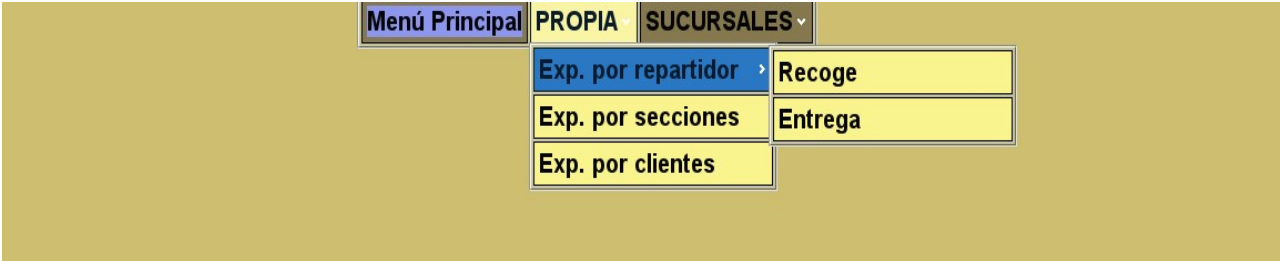 Menú Principal PROPIA SUCURSALES
Exp. por repartidor
Exp. por secciones
Exp. por clientes
Recoge
Entrega